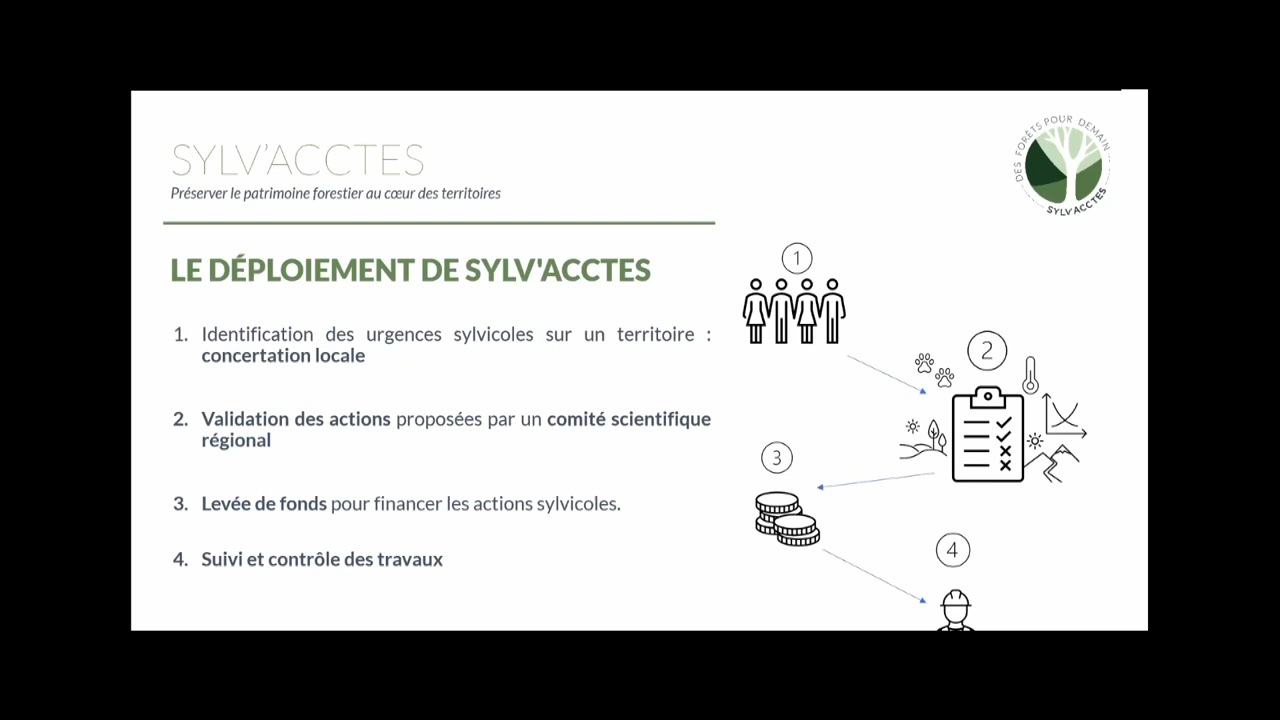 SYLV'ACCTES
Préserver le patrimoine forestier au cœur des territoires
DES FORÊTS POUR DEMAIN
SYLV'ACCTES
LE DÉPLOIEMENT DE SYLV'ACCTES
1. Identification des urgences sylvicoles sur un territoire :
concertation locale
2. Validation des actions proposées par un comité scientifique
régional
3. Levée de fonds pour financer les actions sylvicoles.
4. Suivi et contrôle des travaux
1
2
3
4